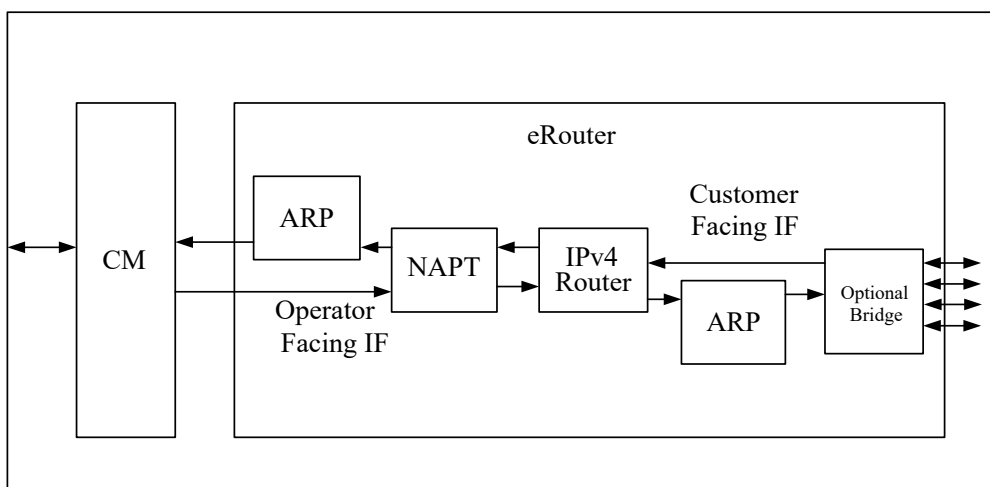 eRouter
Customer
Facing IF
ARP
CM
NAPT
IPv4
Router
Optional
Bridge
ARP
Operator
Facing IF